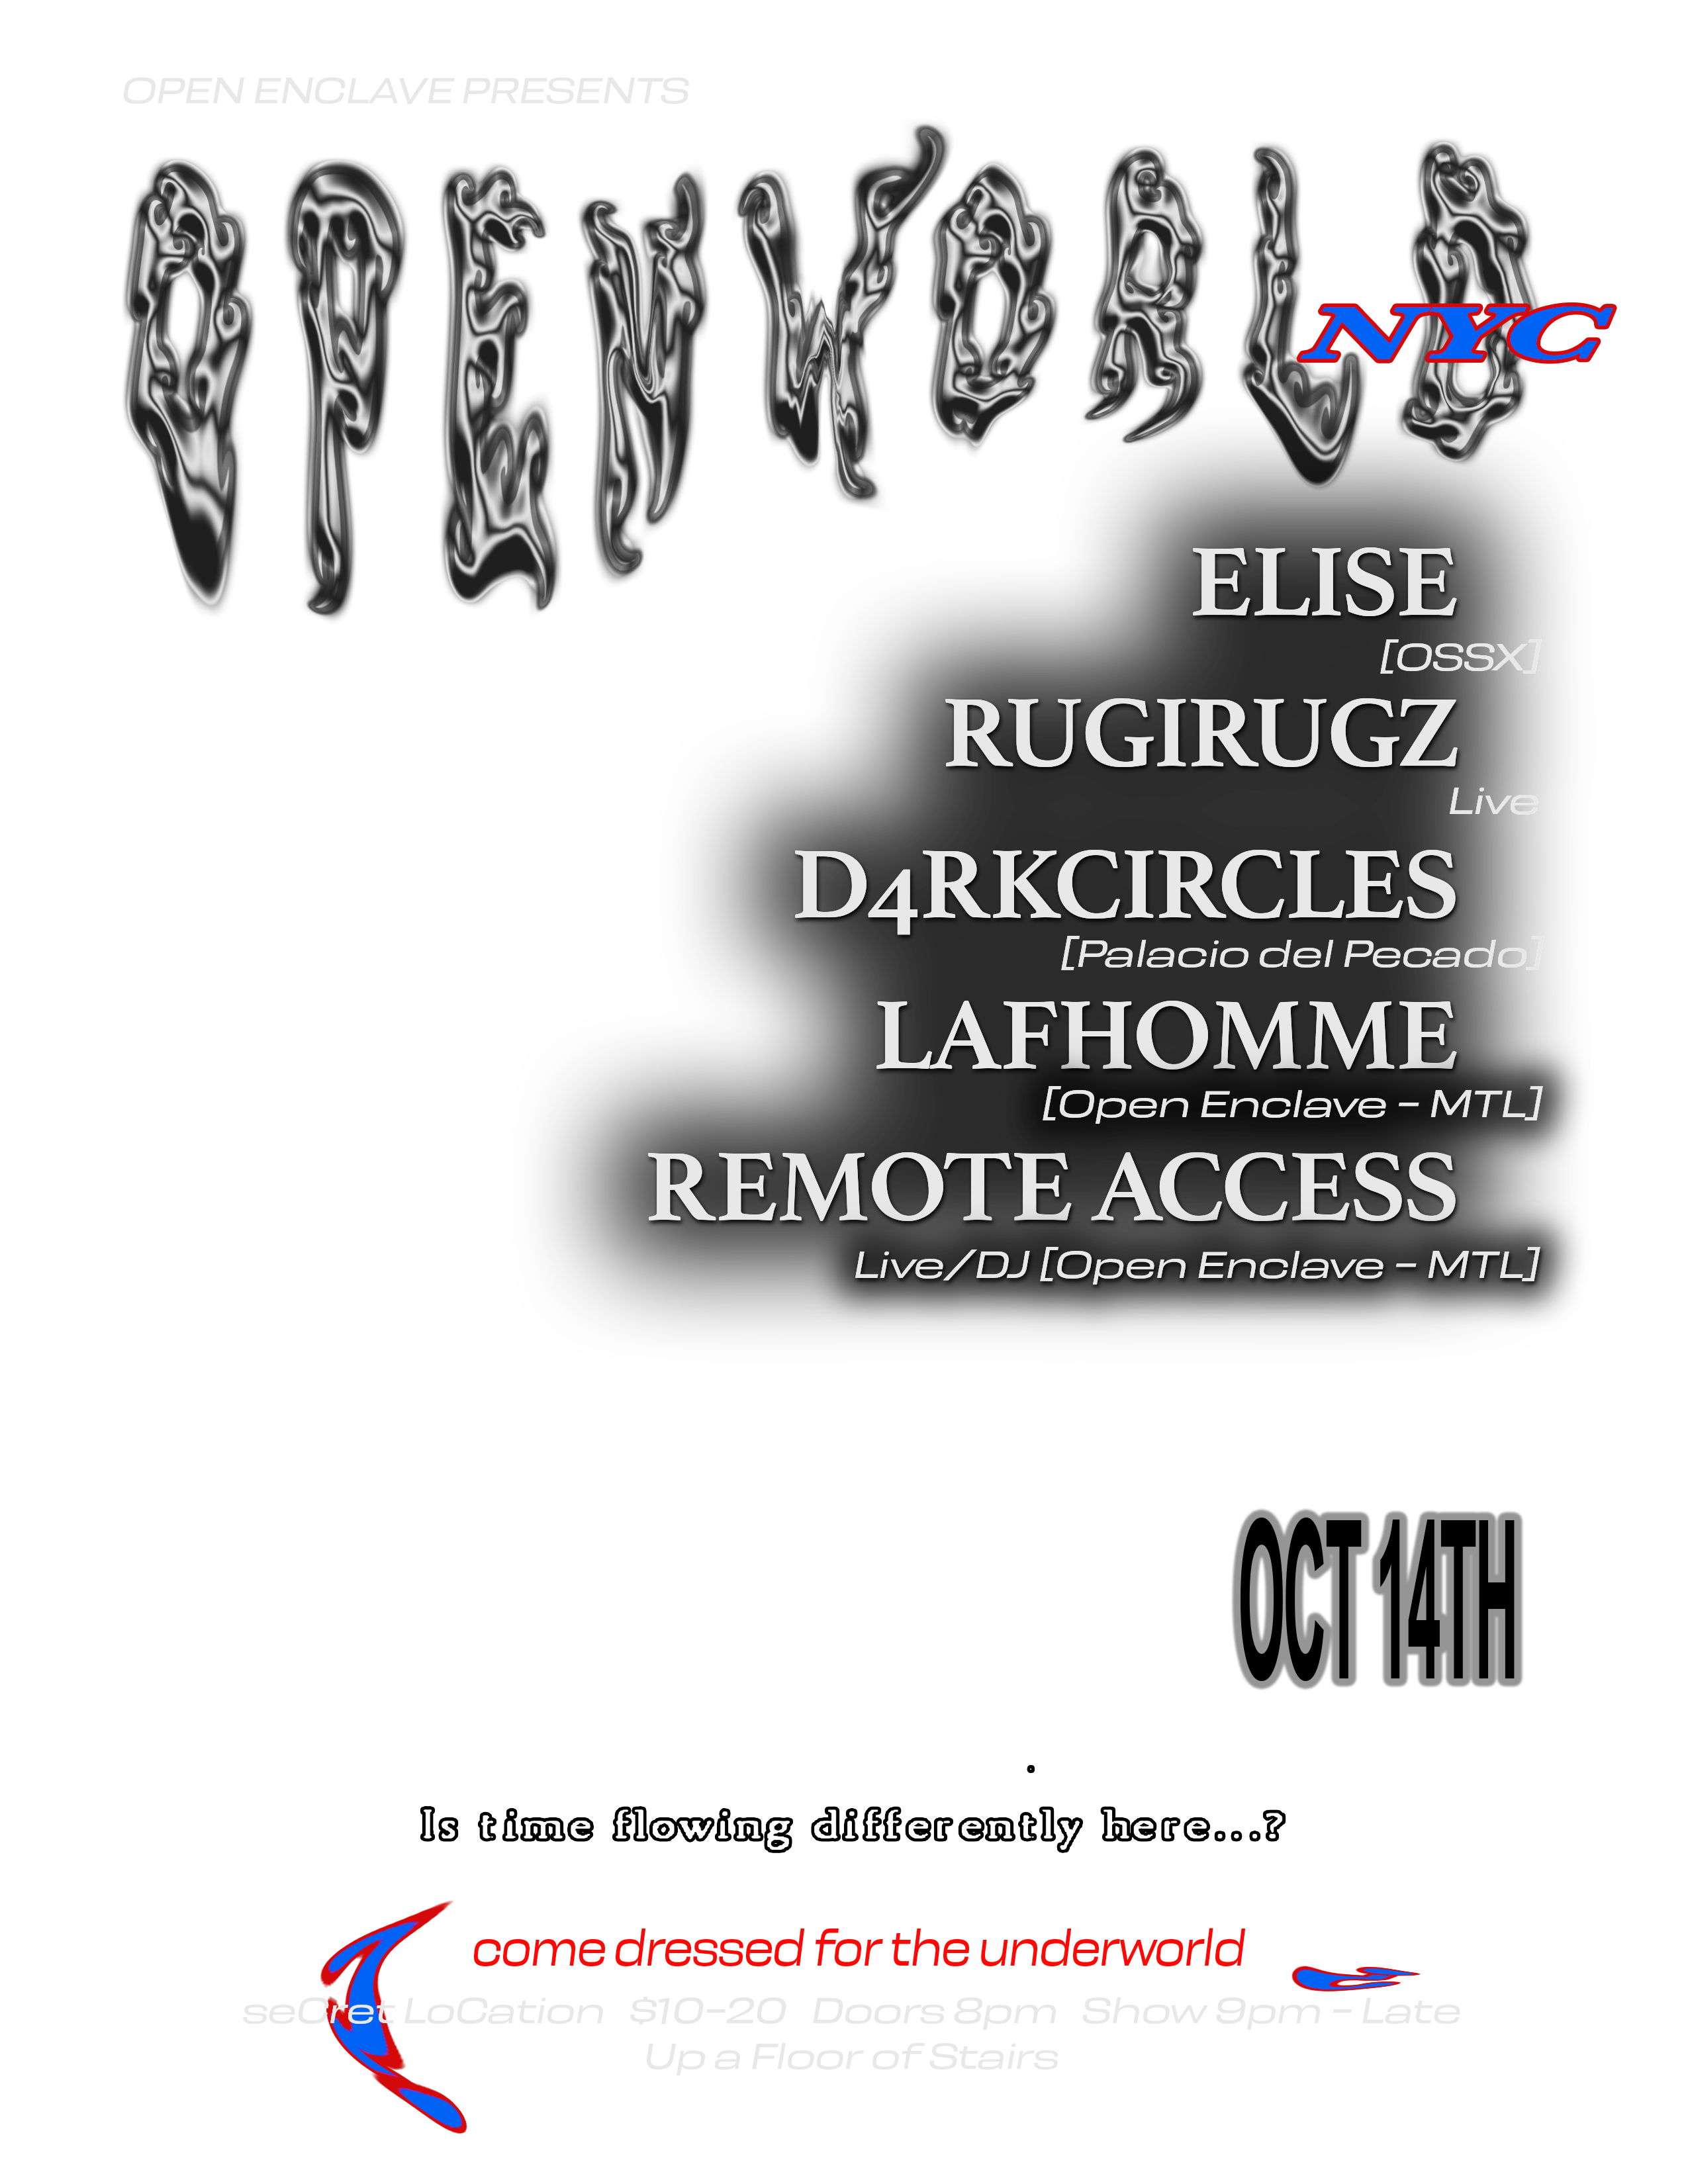 OPEN ENCLAVE PRESENTS
OPENWORLD
NYC
ELISE
[OSSX]
RUGIRUGZ
Live
D4RKCIRCLES
[Palacio del Pecado]
LAFHOMME
[Open Enclave - MTL]
REMOTE ACCESS
Live/DJ [Open Enclave - MTL]
OCT 14TH
Is time flowing differently here...?
come dressed for the underworld
seCret LoCation $10-20 Doors 8pm Show 9pm - Late
Up a Floor of Stairs